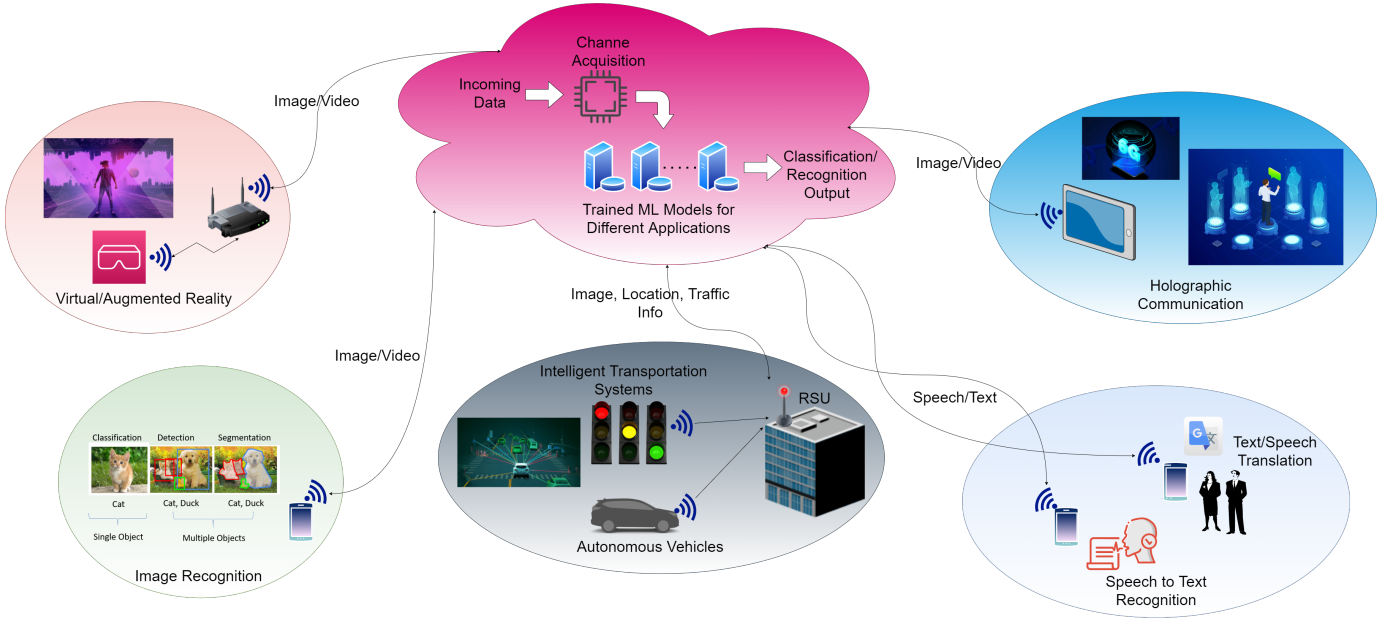 Channe
Acquisition
Incoming
Data
Trained ML Models for
Different Applications
Classification/
Recognition
Output
Image/Video
Virtual/Augmented Reality
Image/Video
6G
Holographic
Communication
Image/Video
Classification
Detection
Segmentation
Cat
Cat, Duck
Cat, Duck
Single Object
Multiple Objects
Image Recognition
Image, Location, Traffic
Info
Intelligent Transportation
Systems
RSU
Autonomous Vehicles
Speech/Text
G 文
Text/Speech
Translation
Speech to Text
Recognition